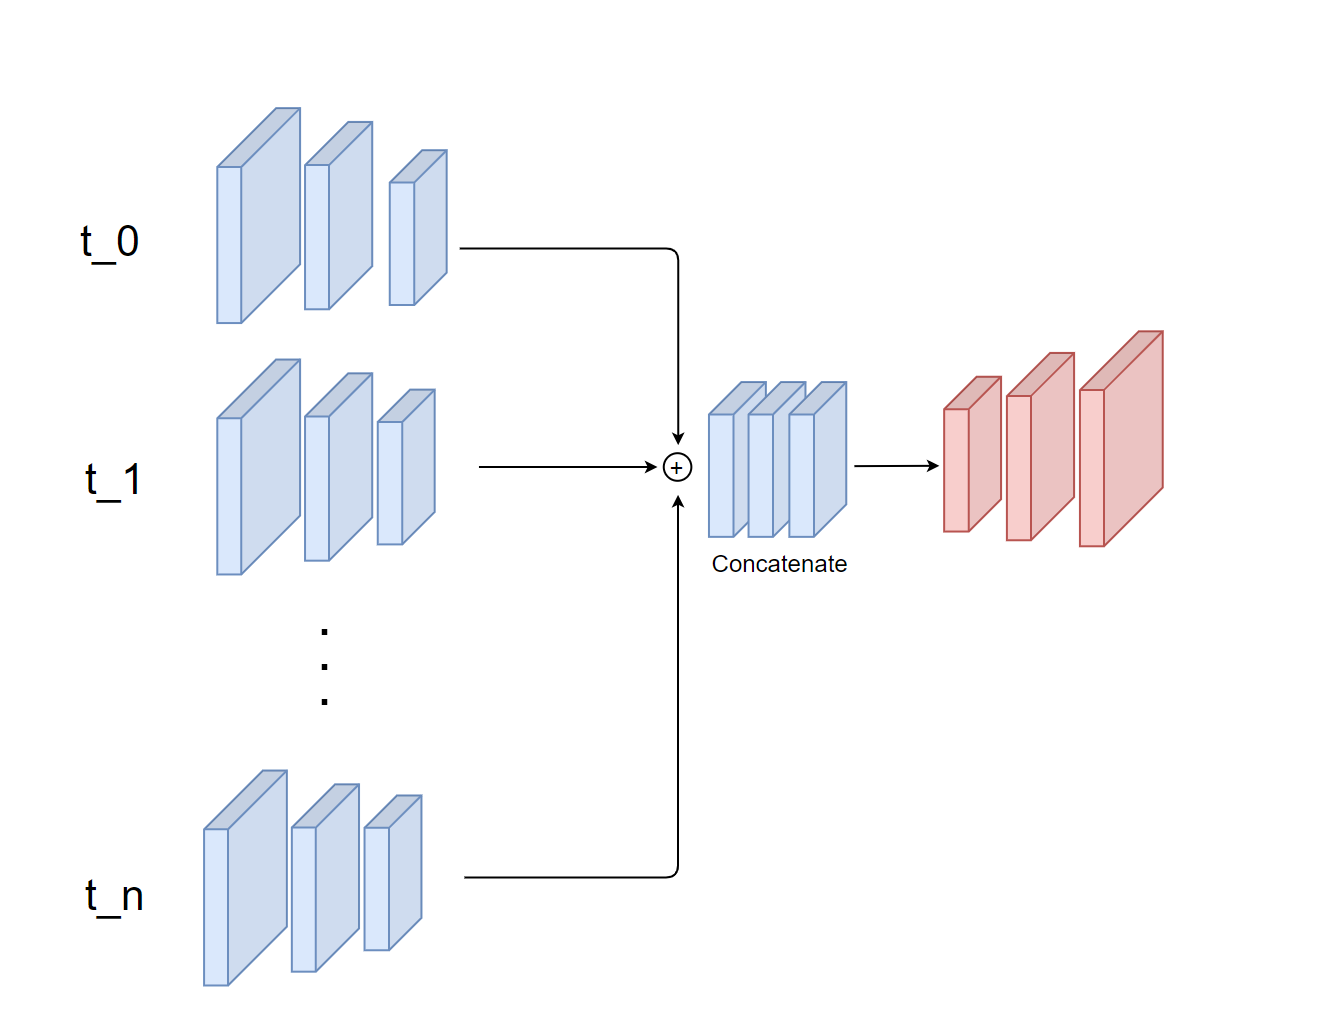 t_0
t_1
+
Concatenate
.
.
.
t_n